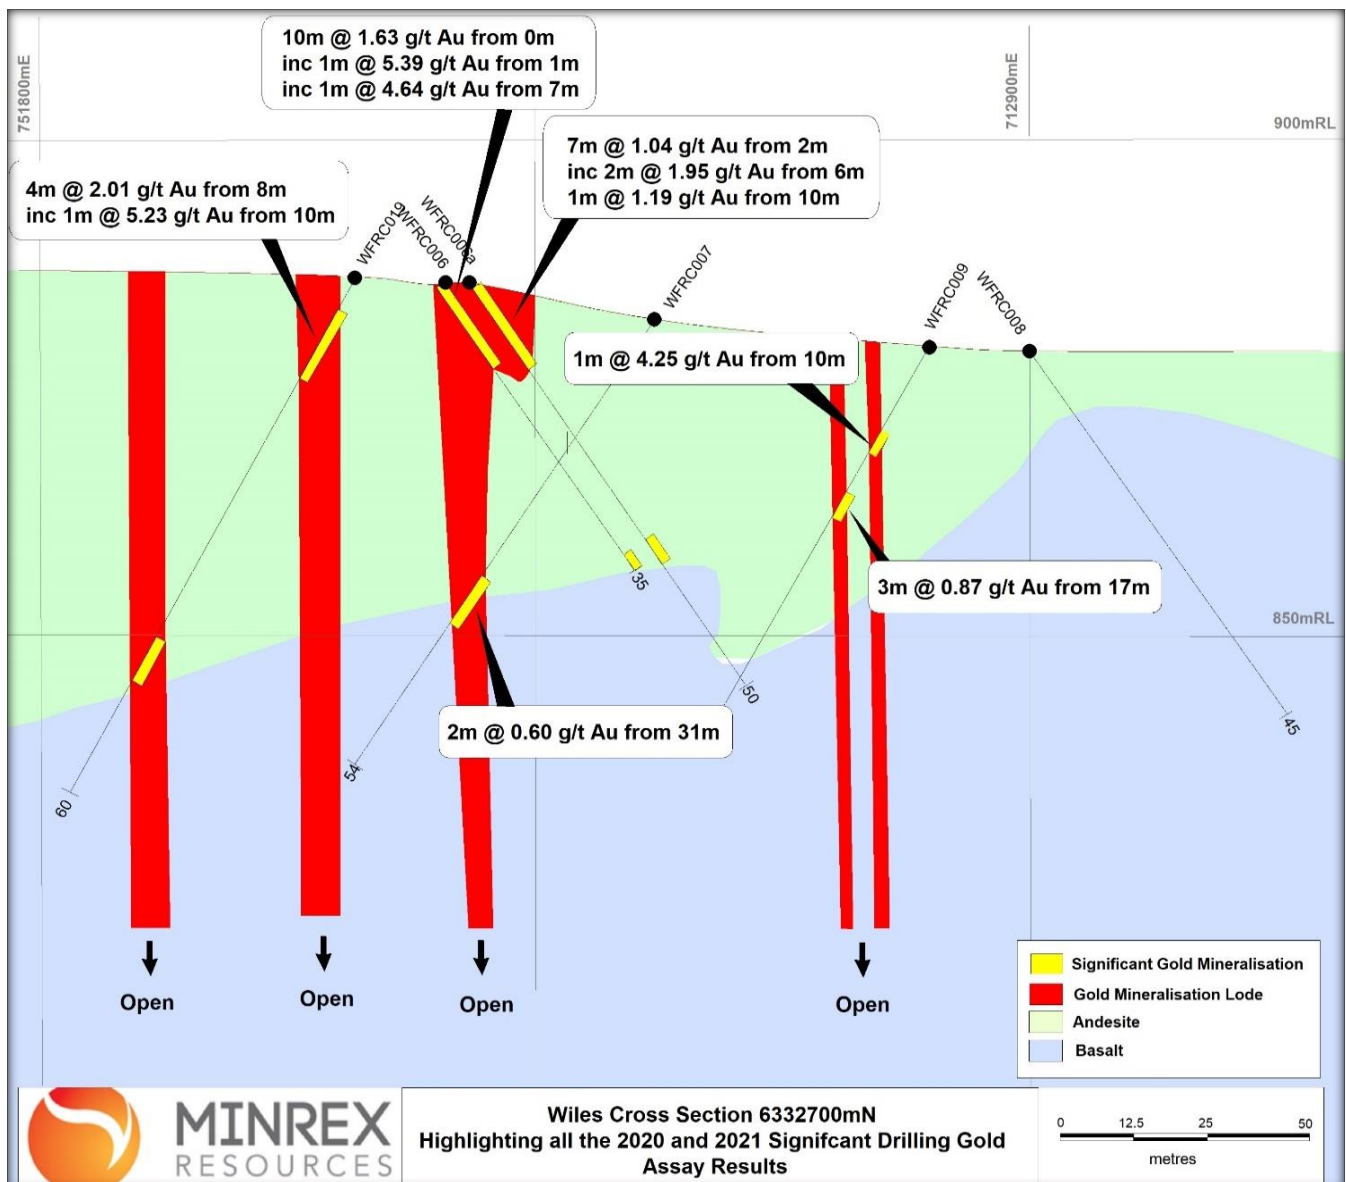 10m @ 1.63 g/t Au from 0m
inc 1m @ 5.39 g/t Au from 1m
inc 1m @ 4.64 g/t Au from 7m
751800mE
712900mE
900mRL
7m @ 1.04 g/t Au from 2m
inc 2m @ 1.95 g/t Au from 6m
1m @ 1.19 g/t Au from 10m
4m @ 2.01 g/t Au from 8m
inc 1m @ 5.23 g/t Au from 10m
WFRC019
WFRC006
WFRC006a
WFRC007
WFRC009
WFRC008
1m @ 4.25 g/t Au from 10m
35
3m @ 0.87 g/t Au from 17m
850mRL
2m @ 0.60 g/t Au from 31m
50
45
54
60
Open
Open
Open
Open
Significant Gold Mineralisation
Gold Mineralisation Lode
Andesite
Basalt
MINREX
RESOURCES
Wiles Cross Section 6332700mN
Highlighting all the 2020 and 2021 Signifcant Drilling Gold
Assay Results
0 12.5 25 50
metres